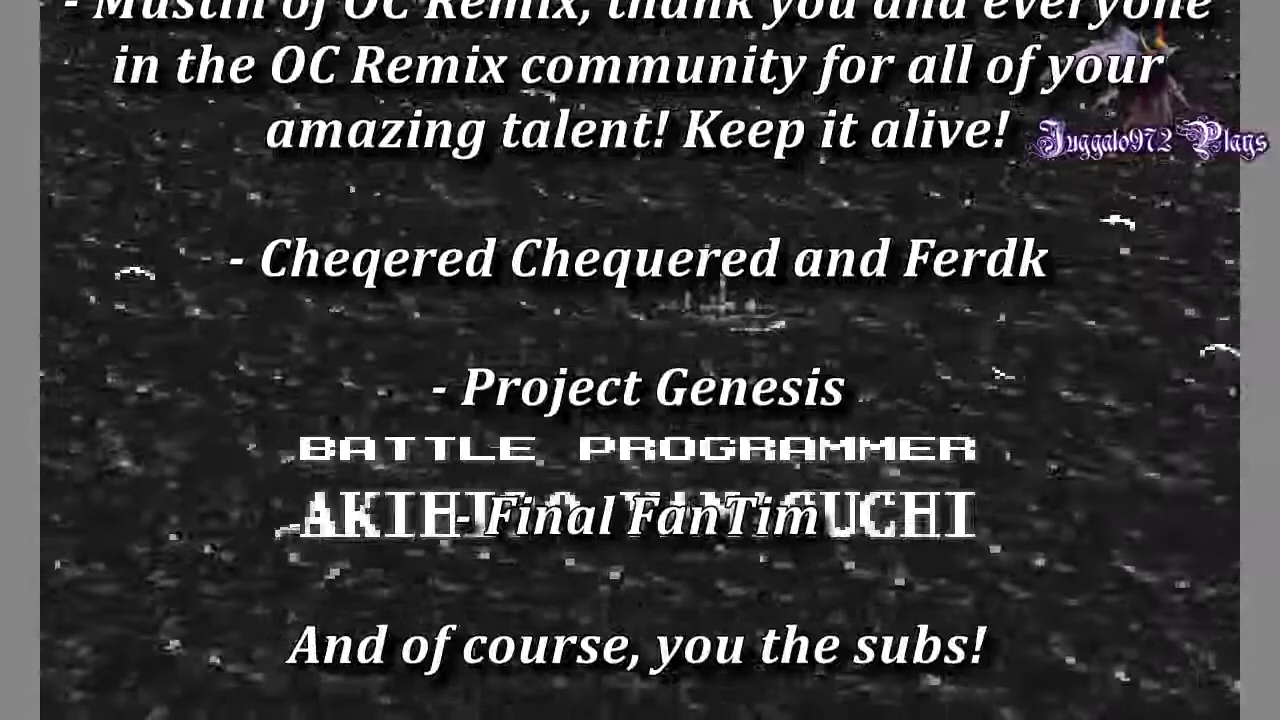 - Mustin of OC Remix, thank you and everyone
in the OC Remix community for all of your
amazing talent! Keep it alive!
Juggalo972 Plays
- Cheqered Chequered and Ferdk
- Project Genesis
BATTLE PROGRAMMER
- Final FanTim
And of course, you the subs!